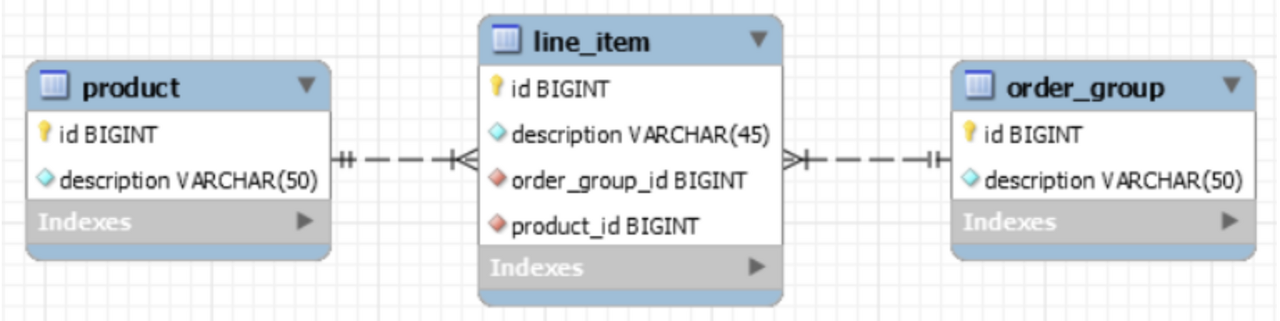 product
id BIGINT
description VARCHAR(50)
Indexes
line_item
id BIGINT
description VARCHAR(45)
order_group_id BIGINT
product_id BIGINT
Indexes
order_group
id BIGINT
description VARCHAR(50)
Indexes